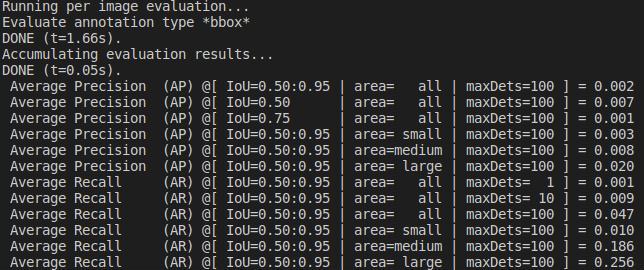 Running per image evaluation...
Evaluate annotation type *bbox*
DONE (t=1.66s).
Accumulating evaluation results...
DONE (t=0.05s).
 Average Precision  (AP) @[ IoU=0.50:0.95 | area=   all | maxDets=100 ] = 0.002
 Average Precision  (AP) @[ IoU=0.50      | area=   all | maxDets=100 ] = 0.007
 Average Precision  (AP) @[ IoU=0.75      | area=   all | maxDets=100 ] = 0.001
 Average Precision  (AP) @[ IoU=0.50:0.95 | area= small | maxDets=100 ] = 0.003
 Average Precision  (AP) @[ IoU=0.50:0.95 | area=medium | maxDets=100 ] = 0.008
 Average Precision  (AP) @[ IoU=0.50:0.95 | area= large | maxDets=100 ] = 0.020
 Average Recall     (AR) @[ IoU=0.50:0.95 | area=   all | maxDets=  1 ] = 0.001
 Average Recall     (AR) @[ IoU=0.50:0.95 | area=   all | maxDets= 10 ] = 0.009
 Average Recall     (AR) @[ IoU=0.50:0.95 | area=   all | maxDets=100 ] = 0.047
 Average Recall     (AR) @[ IoU=0.50:0.95 | area= small | maxDets=100 ] = 0.010
 Average Recall     (AR) @[ IoU=0.50:0.95 | area=medium | maxDets=100 ] = 0.186
 Average Recall     (AR) @[ IoU=0.50:0.95 | area= large | maxDets=100 ] = 0.256